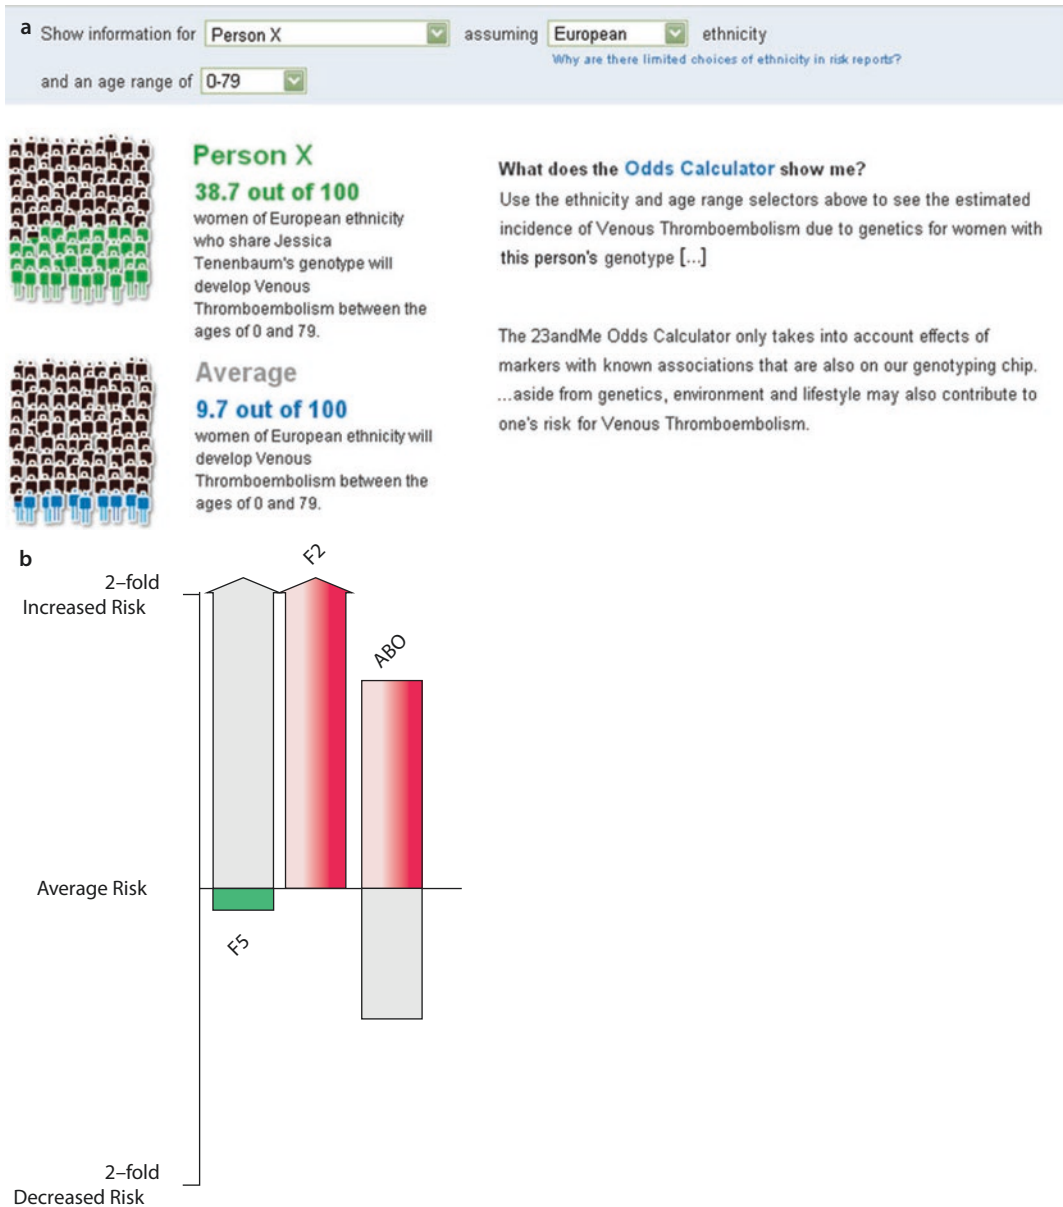 a Show information for Person X assuming European ethnicity
Why are there limited choices of ethnicity in risk reports?
and an age range of 0-79
Person X
38.7 out of 100
women of European ethnicity
who share Jessica
Tenenbaum's genotype will
develop Venous
Thromboembolism between the
ages of 0 and 79.
Average
9.7 out of 100
women of European ethnicity will
develop Venous
Thromboembolism between the
ages of 0 and 79.
What does the Odds Calculator show me?
Use the ethnicity and age range selectors above to see the estimated
incidence of Venous Thromboembolism due to genetics for women with
this person's genotype [...]
The 23andMe Odds Calculator only takes into account effects of
markers with known associations that are also on our genotyping chip.
...aside from genetics, environment and lifestyle may also contribute to
one's risk for Venous Thromboembolism.
b
2–fold
Increased Risk
F2
ABO
Average Risk
F5
2–fold
Decreased Risk